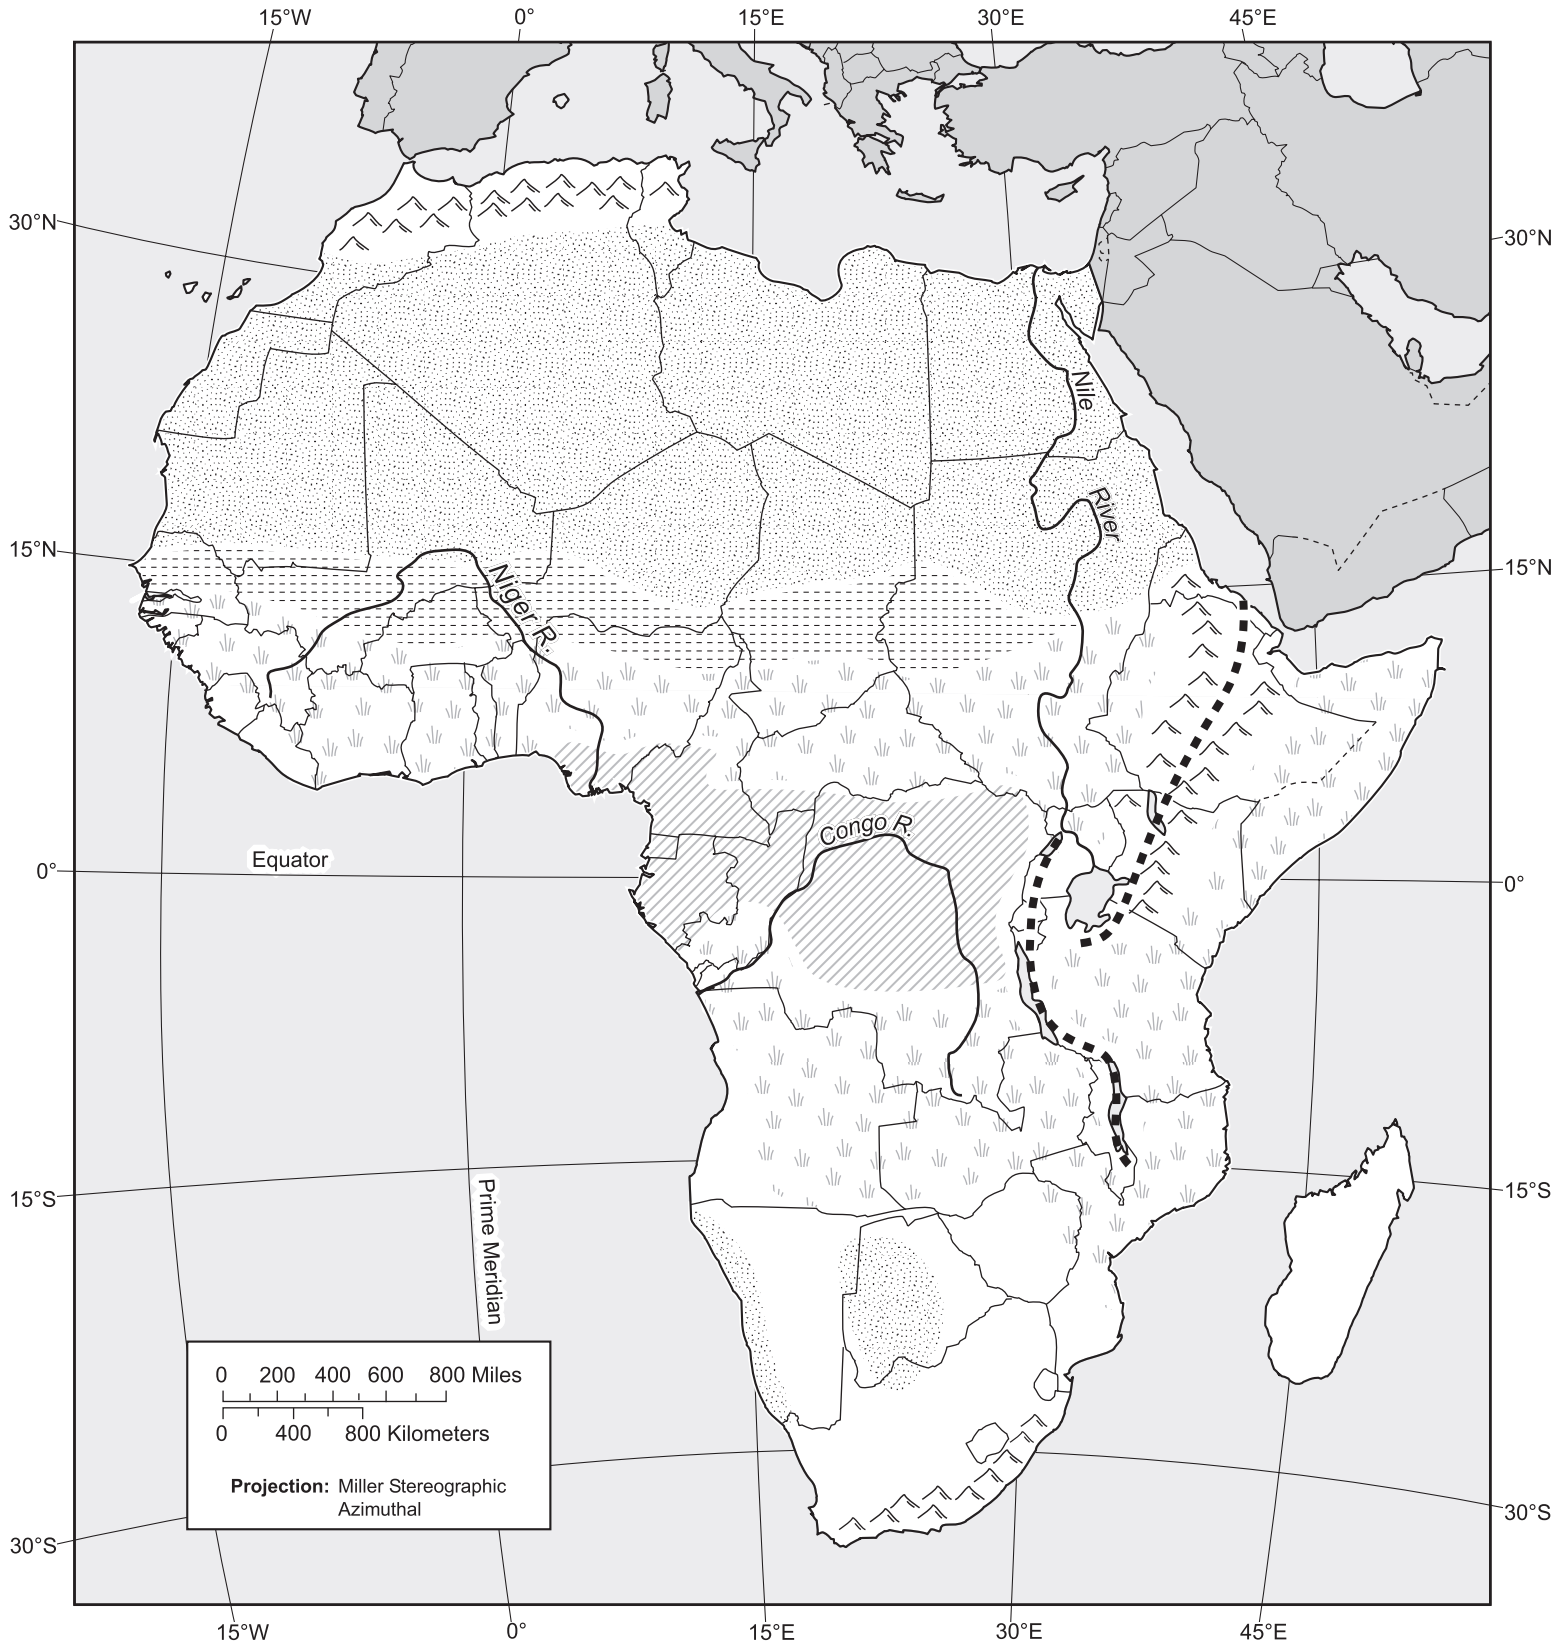 15°W 0° 15°E 30°E 45°E
30°N
30°N
Nile
River
15°N
15°N
Niger R.
Congo R.
Equator
0°
0°
15°S
15°S
Prime Meridian
0 200 400 600 800 Miles
0 400 800 Kilometers
Projection: Miller Stereographic
Azimuthal
30°S
30°S
15°W 0° 15°E 30°E 45°E